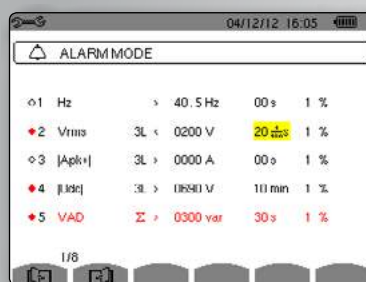 04/12/12 16:05
ALARM MODE
1 Hz > 40.5 Hz 00 s 1 %
2 Vrms 3L < 0200 V 20 s 1 %
3 |Apk+| 3L > 0000 A 00 s 1 %
4 |Udc| 3L > 0690 V 10 min 1 %
5 VAD Σ > 0300 var 30 s 1 %
1/8